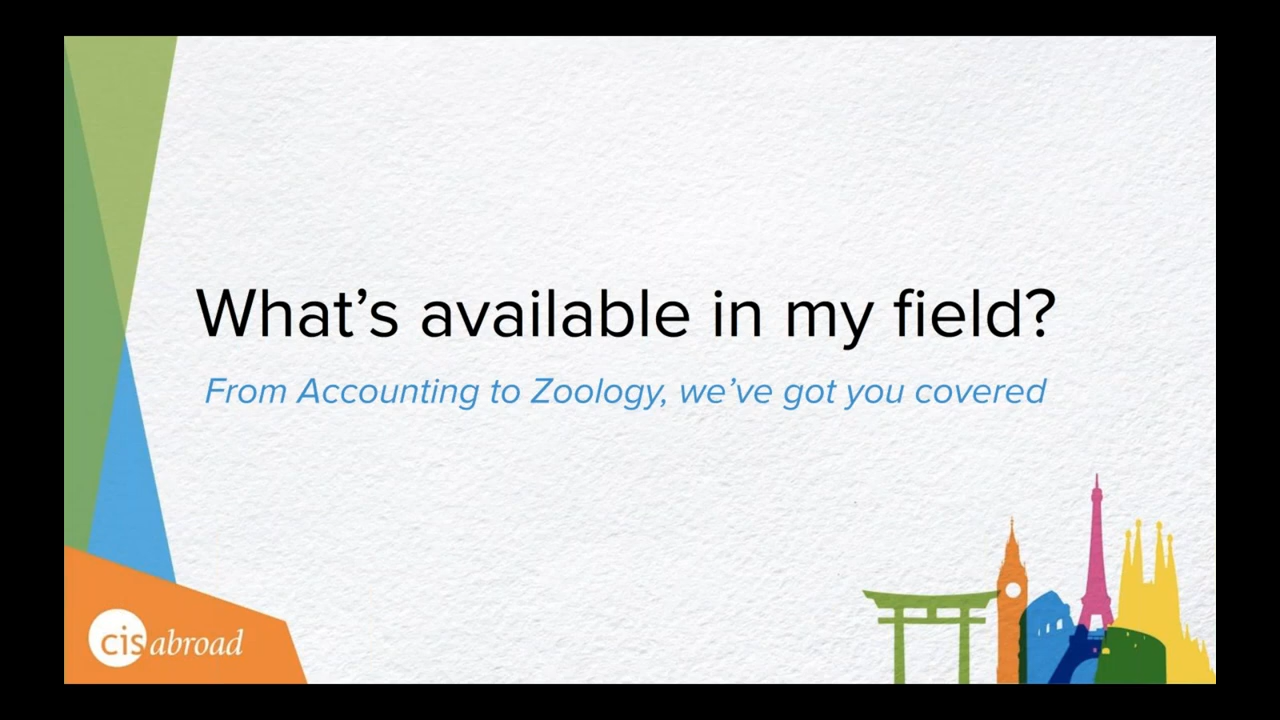 What’s available in my field?
From Accounting to Zoology, we’ve got you covered
cis abroad